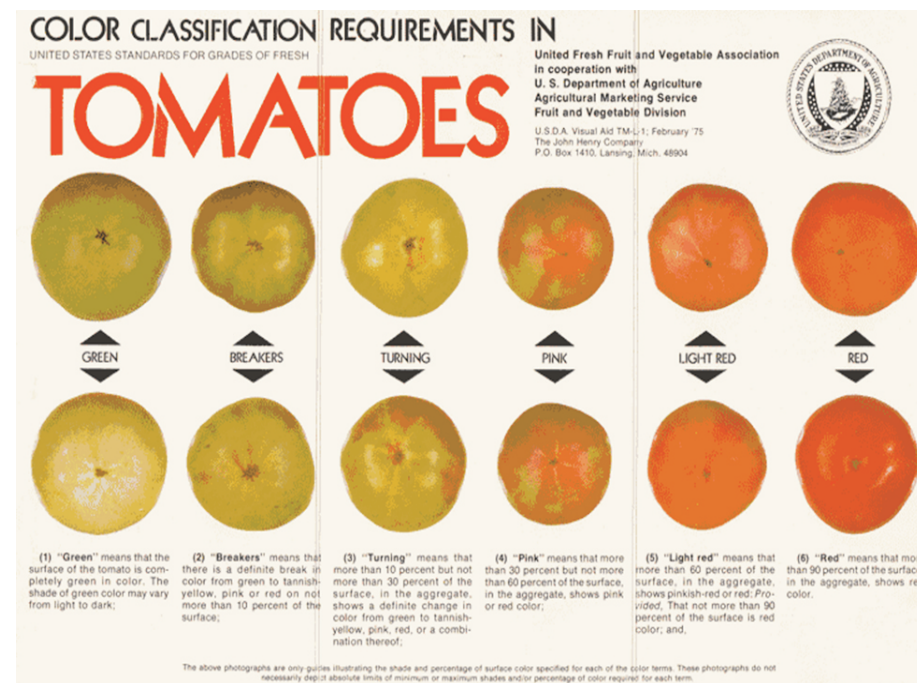 COLOR CLASSIFICATION REQUIREMENTS IN
UNITED STATES STANDARDS FOR GRADES OF FRESH
TOMATOES
United Fresh Fruit and Vegetable Association
in cooperation with
U. S. Department of Agriculture
Agricultural Marketing Service
Fruit and Vegetable Division
U.S.D.A. Visual Aid TM-L-1; February '75
The John Henry Company
P.O. Box 1410, Lansing, Mich. 48904
UNITED STATES DEPARTMENT OF AGRICULTURE
GREEN
BREAKERS
TURNING
PINK
LIGHT RED
RED
(1) "Green" means that the
surface of the tomato is com-
pletely green in color. The
shade of green color may vary
from light to dark;
(2) "Breakers" means that
there is a definite break in
color from green to tannish-
yellow, pink or red on not
more than 10 percent of the
surface;
(3) "Turning" means that
more than 10 percent but not
more than 30 percent of the
surface, in the aggregate,
shows a definite change in
color from green to tannish-
yellow, pink, red, or a combi-
nation thereof;
(4) "Pink" means that more
than 30 percent but not more
than 60 percent of the surface,
in the aggregate, shows pink
or red color;
(5) "Light red" means that
more than 60 percent of the
surface, in the aggregate,
shows pinkish-red or red: Pro-
vided, That not more than 90
percent of the surface is red
color; and,
(6) "Red" means that mo
than 90 percent of the surfac
in the aggregate, shows re
color.
The above photographs are only guides illustrating the shade and percentage of surface color specified for each of the color terms. These photographs do not
necessarily depict absolute limits of minimum or maximum shades and/or percentage of color required for each term.